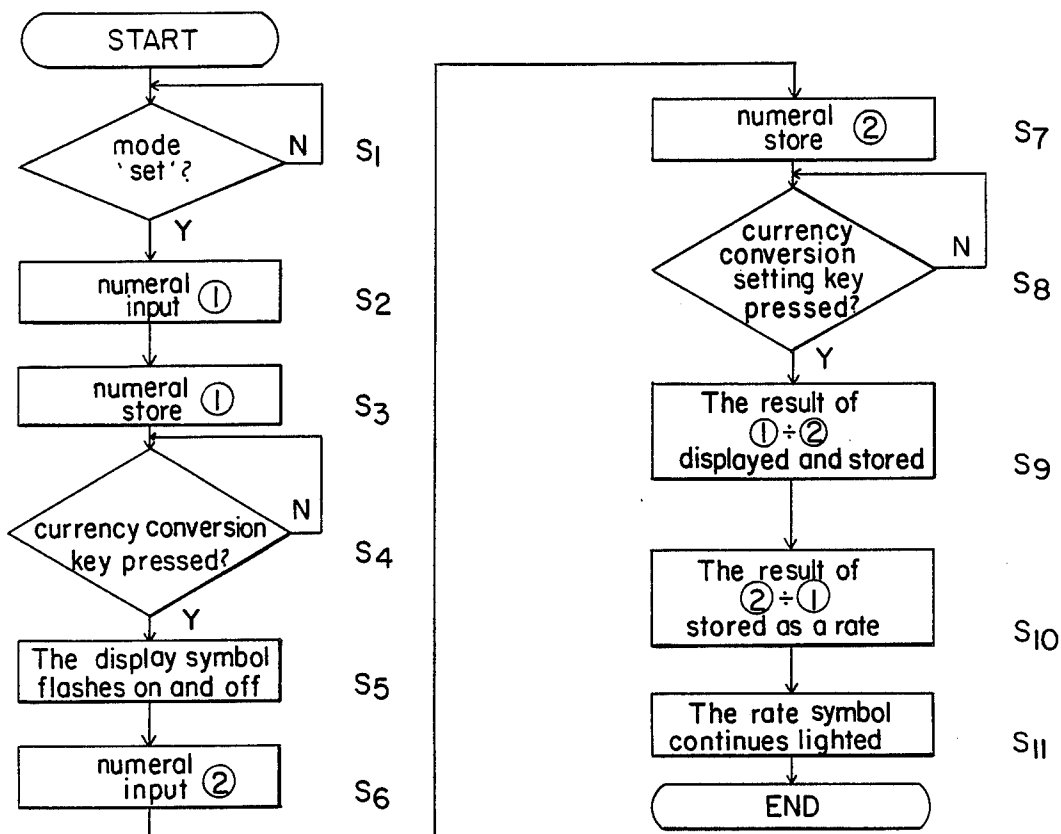 START
mode
'set'?
N
S1
Y
numeral
input ①
S2
numeral
store ①
S3
currency conversion
key pressed?
N
S4
Y
The display symbol
flashes on and off
S5
numeral
input ②
S6
numeral
store ②
S7
currency
conversion
setting key
pressed?
N
S8
Y
The result of
① ÷ ②
displayed and stored
S9
The result of
② ÷ ①
stored as a rate
S10
The rate symbol
continues lighted
S11
END